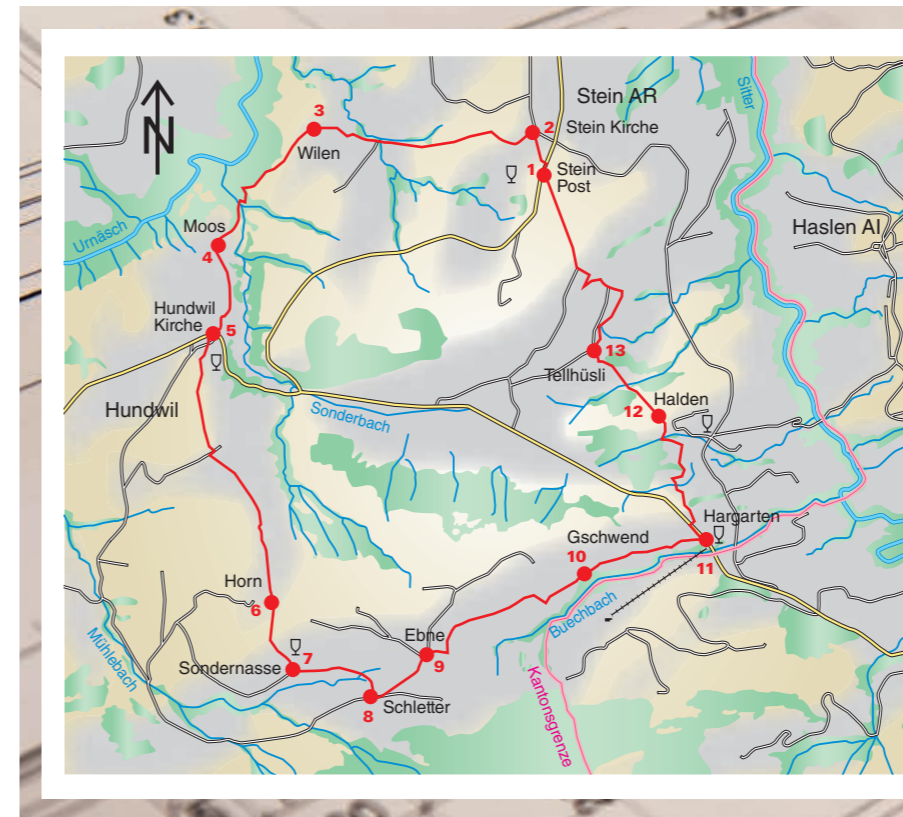 N
Stein AR
Sitter
3
Wilen
2
Stein Kirche
1
Stein
Post
Urnäsch
Moos
4
Haslen AI
Hundwil
Kirche
5
13
Tellhüsli
Hundwil
Sonderbach
Halden
12
Hargarten
Gschwend
10
11
Horn
6
Buechbach
Mühlebach
Ebne
9
Sondernasse
7
Kantonsgrenze
8
Schletter